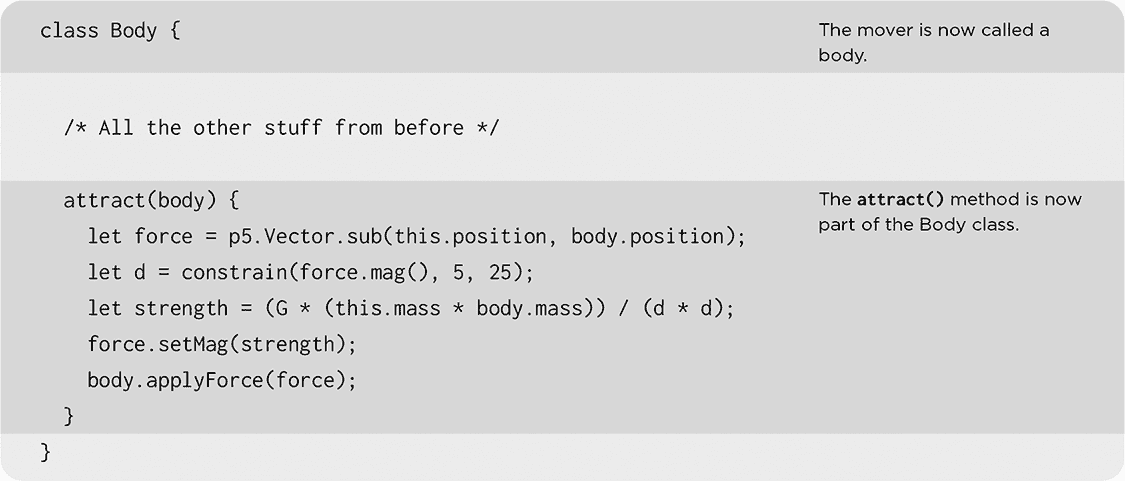 class Body {
The mover is now called a
body.
/* All the other stuff from before */
attract(body) {
The attract() method is now
part of the Body class.
let force = p5.Vector.sub(this.position, body.position);
let d = constrain(force.mag(), 5, 25);
let strength = (G * (this.mass * body.mass)) / (d * d);
force.setMag(strength);
body.applyForce(force);
}
}